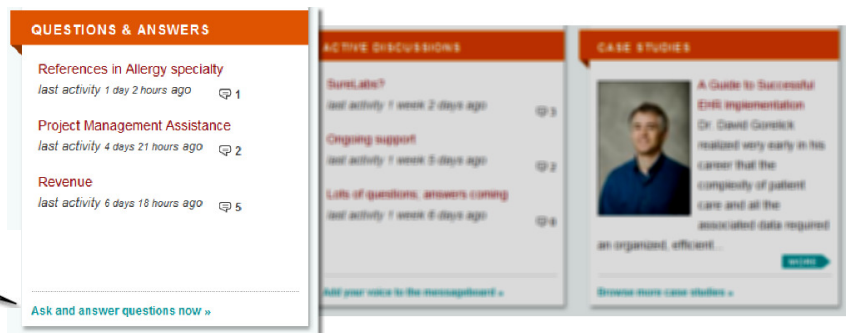 QUESTIONS & ANSWERS
References in Allergy specialty
last activity 1 day 2 hours ago 1
Project Management Assistance
last activity 4 days 21 hours ago 2
Revenue
last activity 6 days 18 hours ago 5
Ask and answer questions now »
ACTIVE DISCUSSIONS
SureLabs?
last activity 1 week 2 days ago 3
Ongoing support
last activity 1 week 5 days ago 2
Lots of questions, answers coming
last activity 1 week 6 days ago
Add your voice to the messageboard »
CASE STUDIES
A Guide to Successful
EHR Implementation
Dr. David Gorelick
realized very early in his
career that the
complexity of patient
care and all the
associated data required
an organized, efficient...
MORE
Browse more case studies »